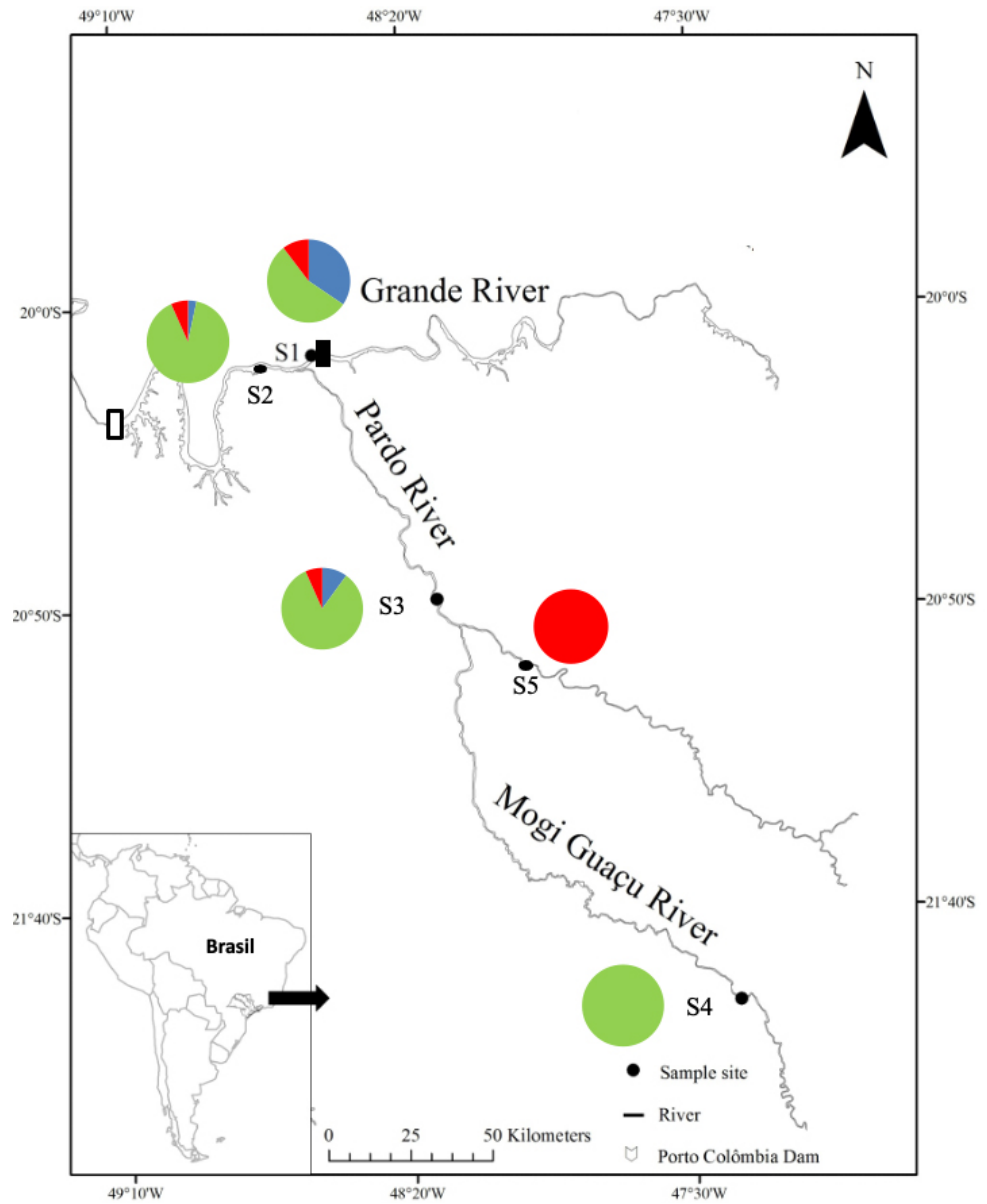 49°10'W
48°20'W
47°30'W
N
Grande River
20°0'S
20°0'S
S1
S2
Pardo River
S3
20°50'S
20°50'S
S5
Mogi Guaçu River
21°40'S
21°40'S
Brasil
S4
Sample site
River
Porto Colômbia Dam
0 25 50 Kilometers
49°10'W
48°20'W
47°30'W